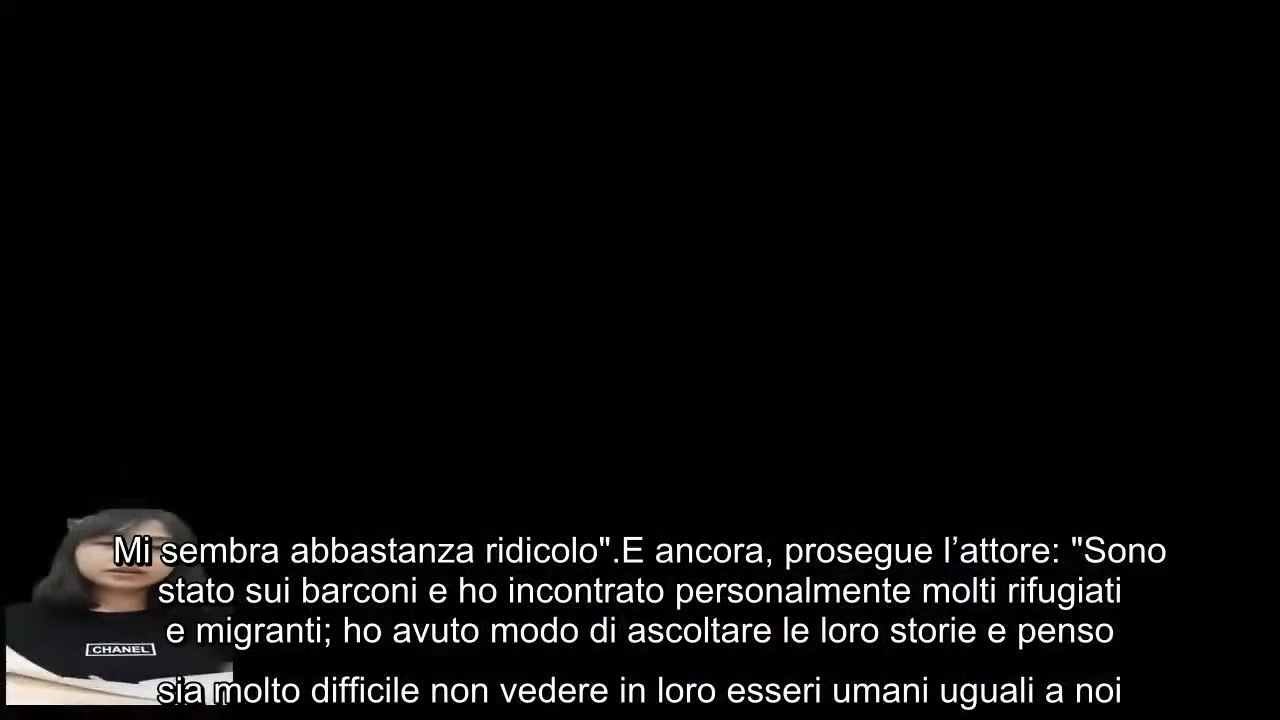 Mi sembra abbastanza ridicolo".E ancora, prosegue l’attore: "Sono
stato sui barconi e ho incontrato personalmente molti rifugiati
e migranti; ho avuto modo di ascoltare le loro storie e penso
CHANEL
sia molto difficile non vedere in loro esseri umani uguali a noi